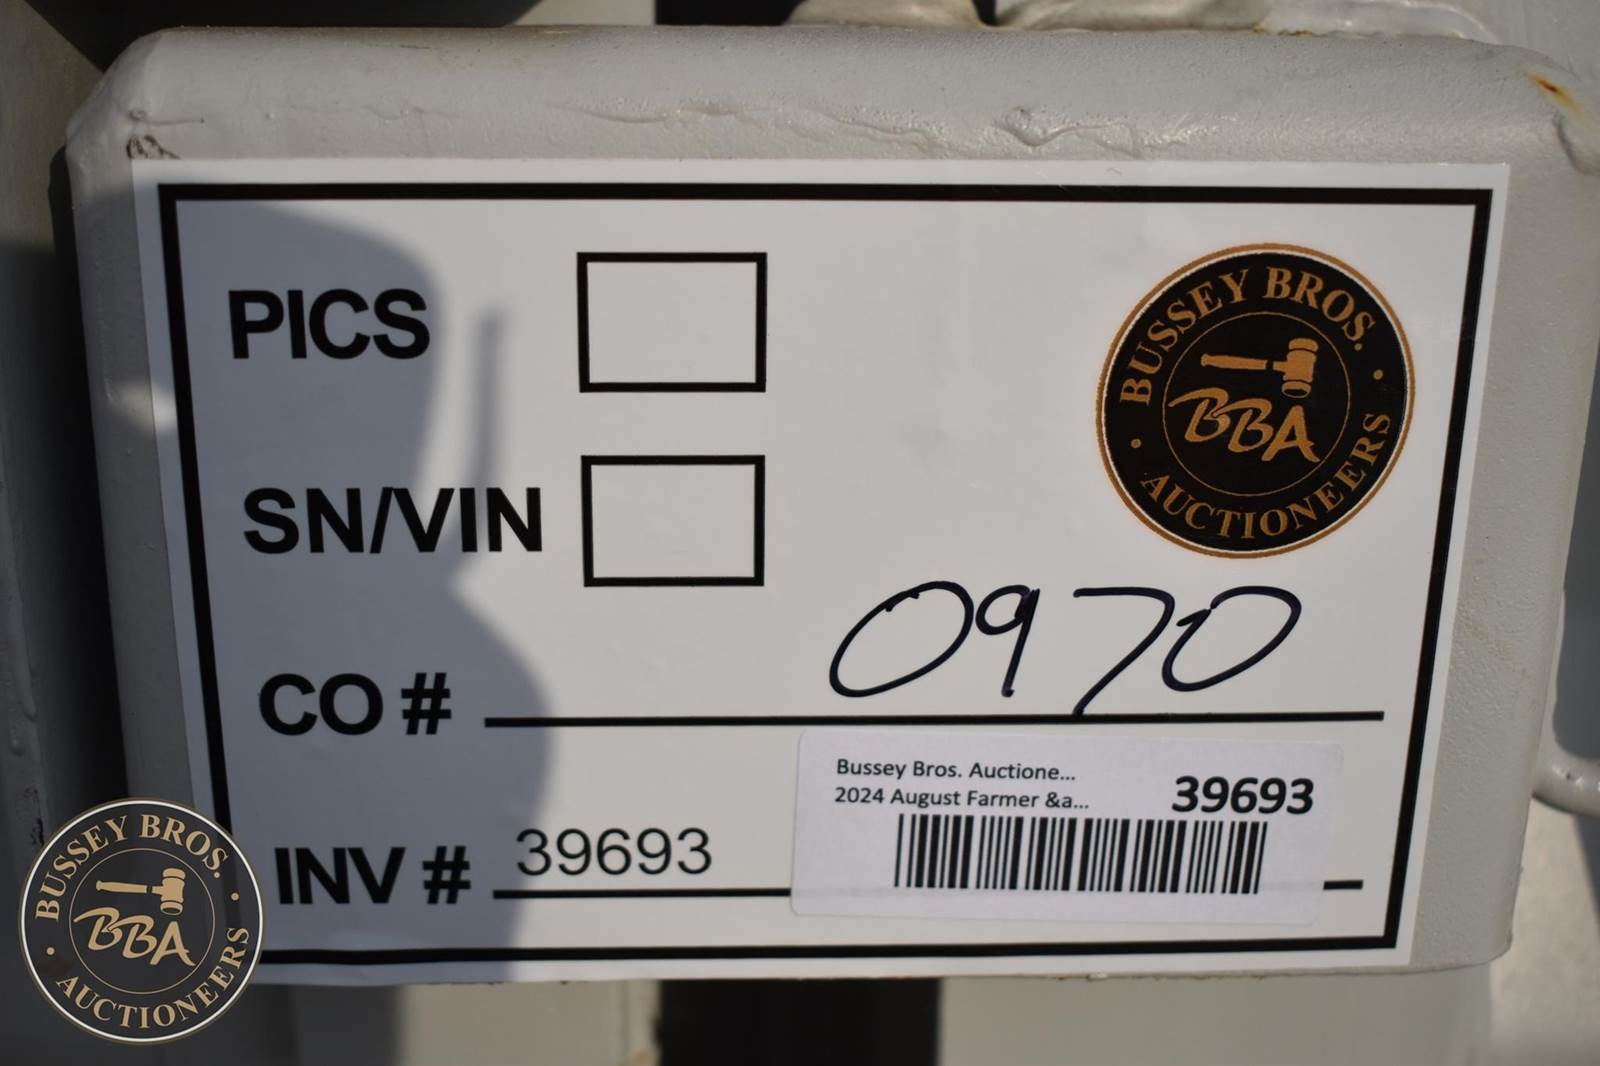 PICS
BUSSEY BROS.
BBA
AUCTIONEERS
SN/VIN
CO # 0970
Bussey Bros. Auctione...
2024 August Farmer &a...
39693
INV # 39693
BUSSEY BROS.
BBA
AUCTIONEERS